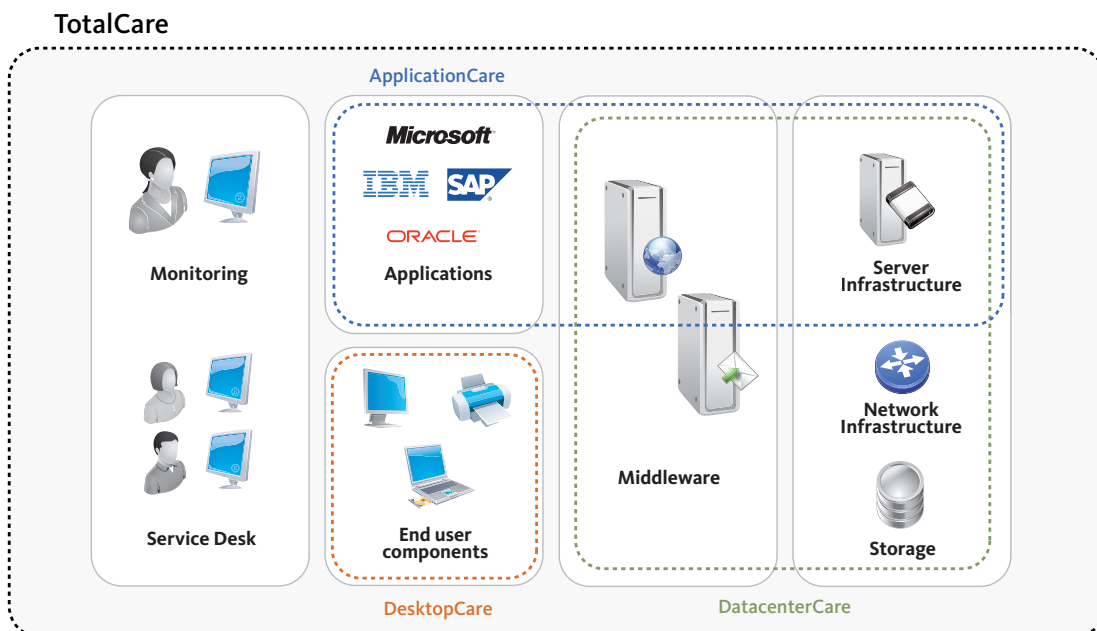 TotalCare
ApplicationCare
Microsoft
IBM SAP
ORACLE
Applications
Monitoring
Service Desk
End user
components
DesktopCare
Middleware
Server
Infrastructure
Network
Infrastructure
Storage
DatacenterCare